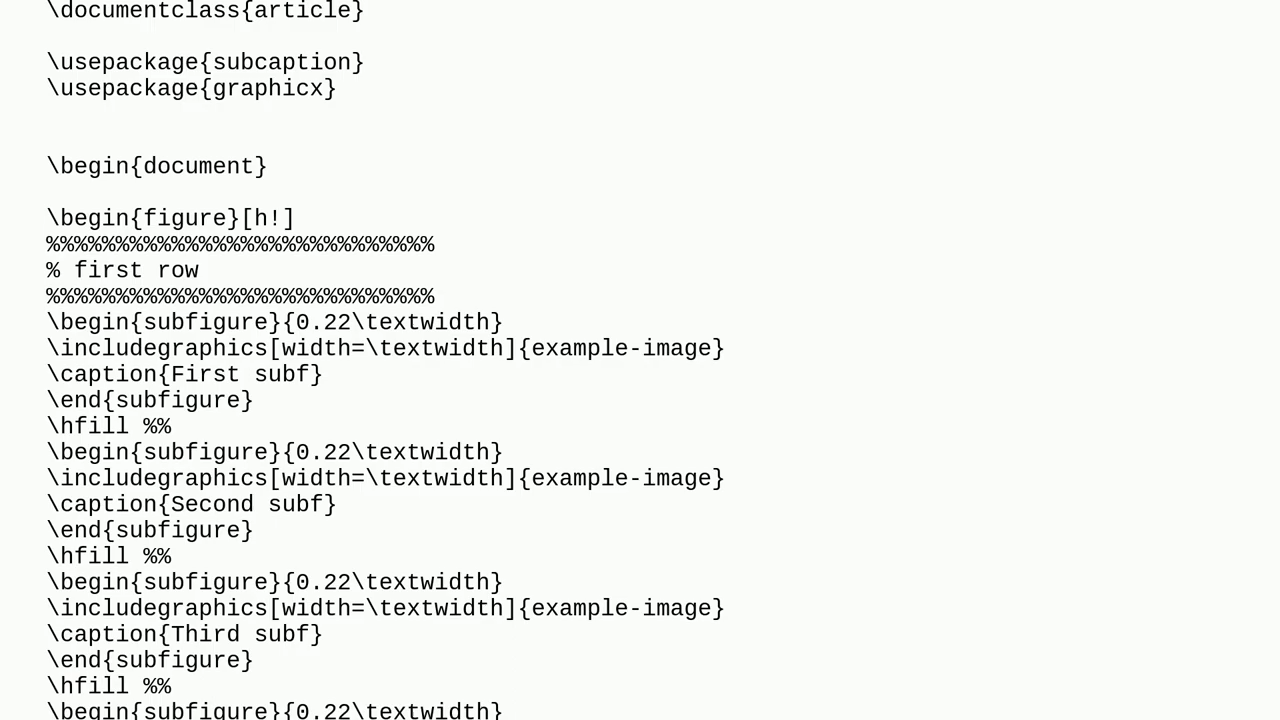 \documentclass{article}

\usepackage{subcaption}
\usepackage{graphicx}


\begin{document}

\begin{figure}[h!]
%%%%%%%%%%%%%%%%%%%%%%%%%%%%
% first row
%%%%%%%%%%%%%%%%%%%%%%%%%%%%
\begin{subfigure}{0.22\textwidth}
\includegraphics[width=\textwidth]{example-image}
\caption{First subf}
\end{subfigure}
\hfill %%
\begin{subfigure}{0.22\textwidth}
\includegraphics[width=\textwidth]{example-image}
\caption{Second subf}
\end{subfigure}
\hfill %%
\begin{subfigure}{0.22\textwidth}
\includegraphics[width=\textwidth]{example-image}
\caption{Third subf}
\end{subfigure}
\hfill %%
\begin{subfigure}{0.22\textwidth}